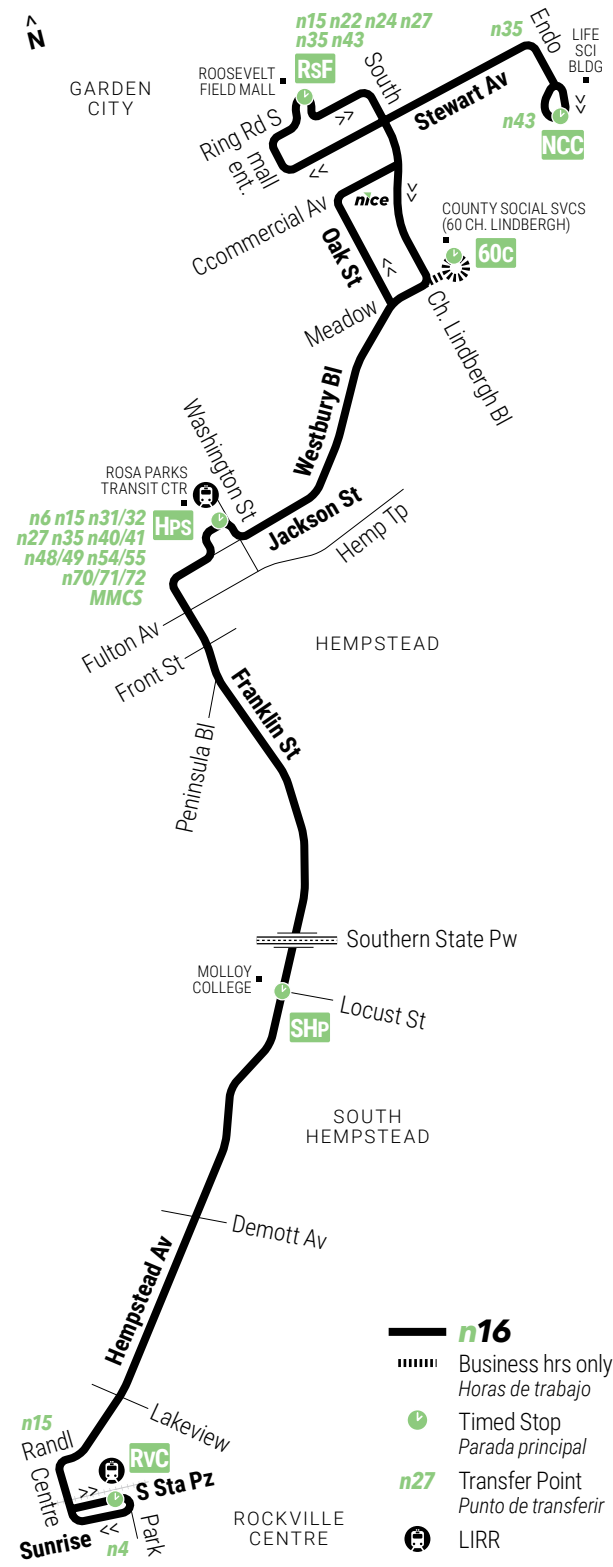 N
n15 n22 n24 n27
n35 n43
RSF
ROOSEVELT
FIELD MALL
GARDEN
CITY
South
n35
Endo
LIFE
SCI
BLDG
Stewart Av
n43
NCC
Ring Rd S
mall
ent.
>>
<<
>>
>>
nice
Ccommercial Av
Oak St
<<
COUNTY SOCIAL SVCS
(60 CH. LINDBERGH)
60C
Meadow
Ch. Lindbergh Bl
Westbury Bl
Washington St
ROSA PARKS
TRANSIT CTR
HPS
n6 n15 n31/32
n27 n35 n40/41
n48/49 n54/55
n70/71/72
MMCS
Jackson St
Hemp Tp
Fulton Av
Front St
HEMPSTEAD
Franklin St
Peninsula Bl
Southern State Pw
MOLLOY
COLLEGE
Locust St
SHP
SOUTH
HEMPSTEAD
Demott Av
Hempstead Av
Lakeview
n15
Randl
Centre
RVC
S Sta Pz
>>
<<
Sunrise
n4
Park
ROCKVILLE
CENTRE
n16
Business hrs only
Horas de trabajo
Timed Stop
Parada principal
n27
Transfer Point
Punto de transferir
LIRR